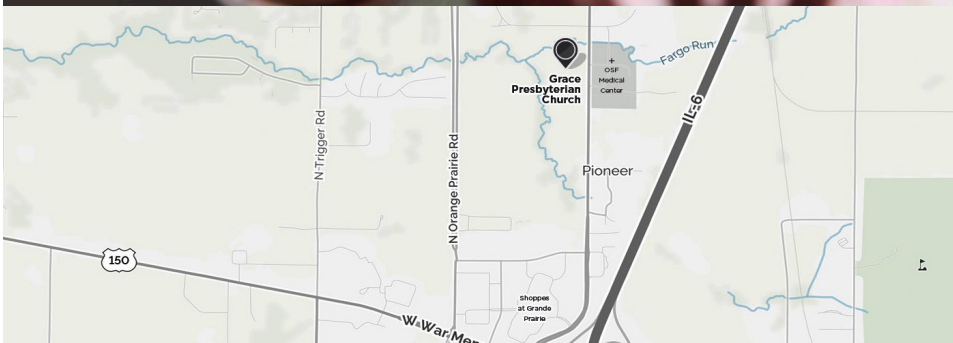 Fargo Run
OSF
Medical
Center
Grace
Presbyterian
Church
IL-6
N Trigger Rd
N Orange Prairie Rd
Pioneer
150
Shoppes
at Grande
Prairie
W War